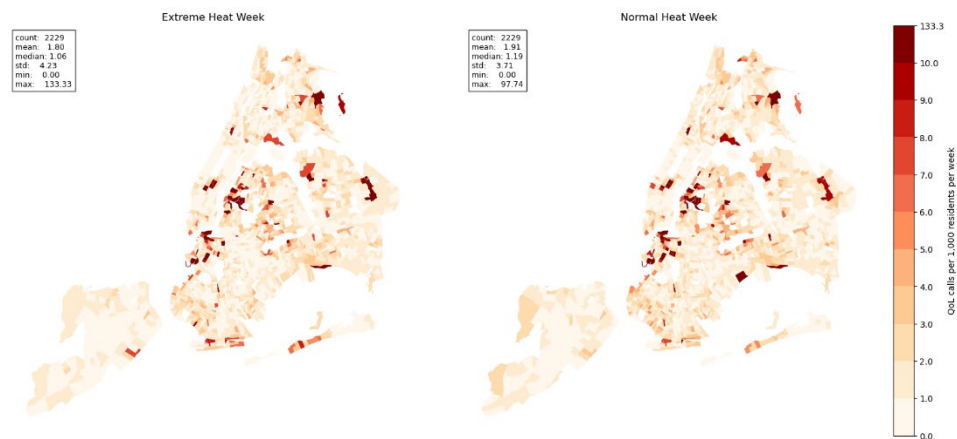 Extreme Heat Week
count: 2229
mean: 1.80
median: 1.06
std: 4.23
min: 0.00
max: 133.33
Normal Heat Week
count: 2229
mean: 1.91
median: 1.19
std: 3.71
min: 0.00
max: 97.74
133.3
10.0
9.0
8.0
7.0
6.0
5.0
4.0
3.0
2.0
1.0
0.0
QoL calls per 1,000 residents per week